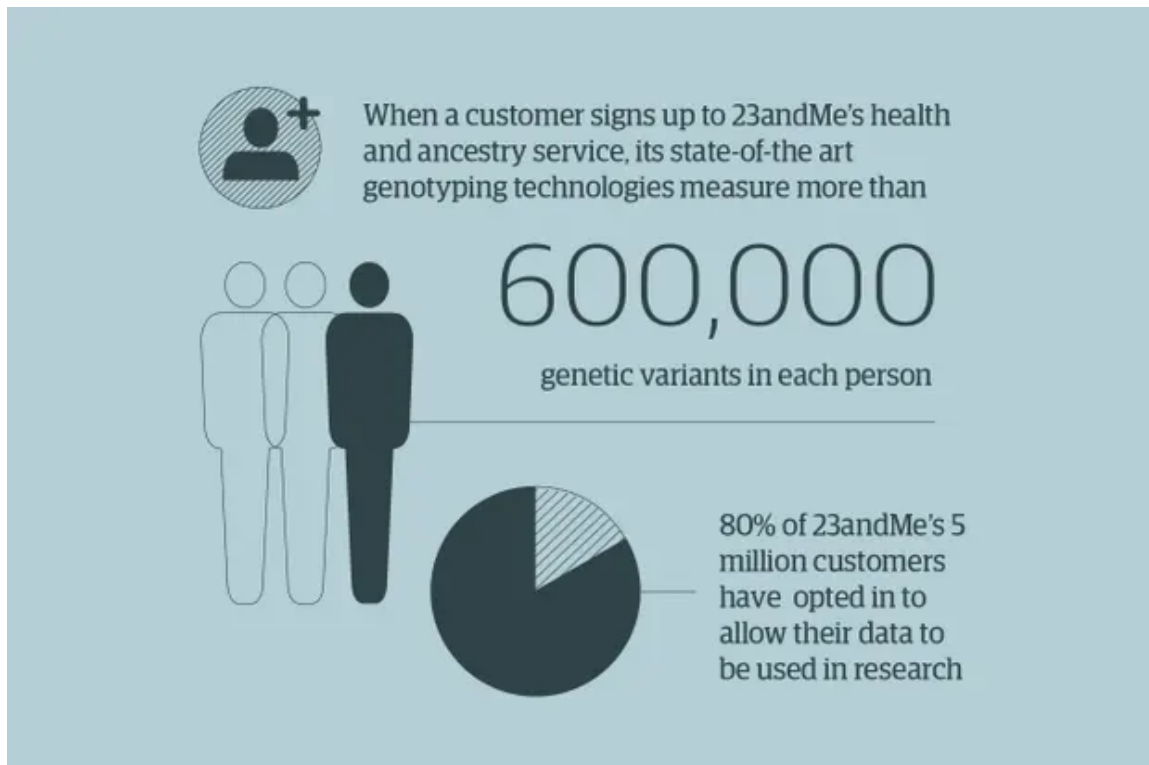 When a customer signs up to 23andMe's health
and ancestry service, its state-of-the art
genotyping technologies measure more than
600,000
genetic variants in each person
80% of 23andMe's 5
million customers
have opted in to
allow their data to
be used in research